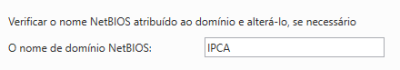 Verificar o nome NetBIOS atribuído ao domínio e alterá-lo, se necessário
O nome de domínio NetBIOS: IPCA